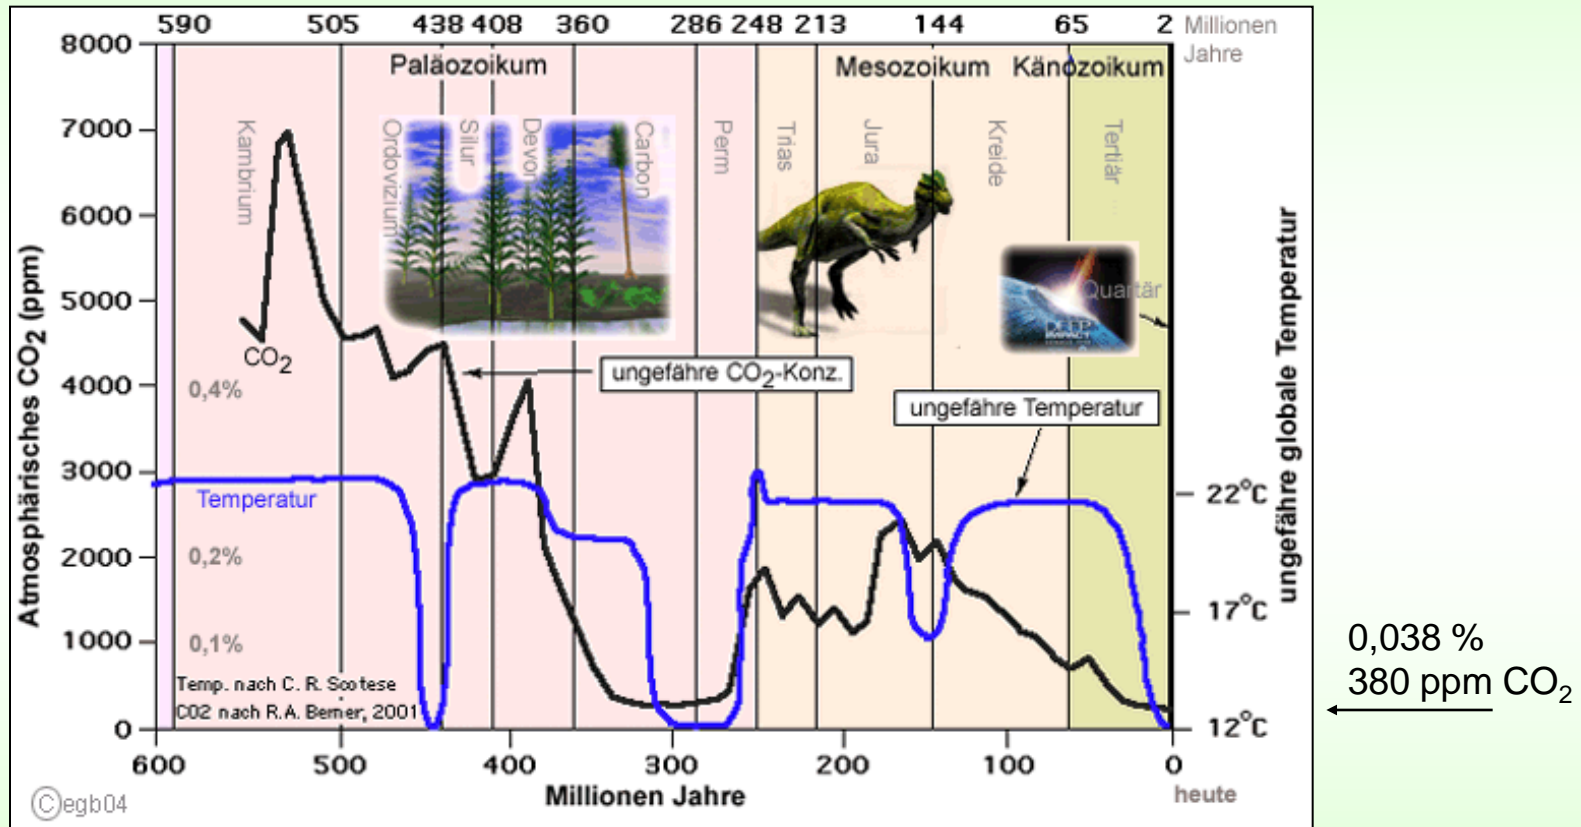 590 505 438 408 360 286 248 213 144 65 2 Millionen
Jahre
8000
7000
6000
5000
4000
3000
2000
1000
0
Atmosphärisches CO₂ (ppm)
Paläozoikum
Mesozoikum
Känozoikum
Kambrium
Ordovizium
Silur
Devon
Carbon
Perm
Trias
Jura
Kreide
Tertiär
Quartär
CO₂
ungefähre CO₂-Konz.
ungefähre Temperatur
0,4%
Temperatur
0,2%
0,1%
Temp. nach C. R. Scotese
CO2 nach R.A. Berner, 2001
22°C
17°C
12°C
ungefähre globale Temperatur
600 500 400 300 200 100 0
Millionen Jahre
heute
©egb04
0,038 %
380 ppm CO₂